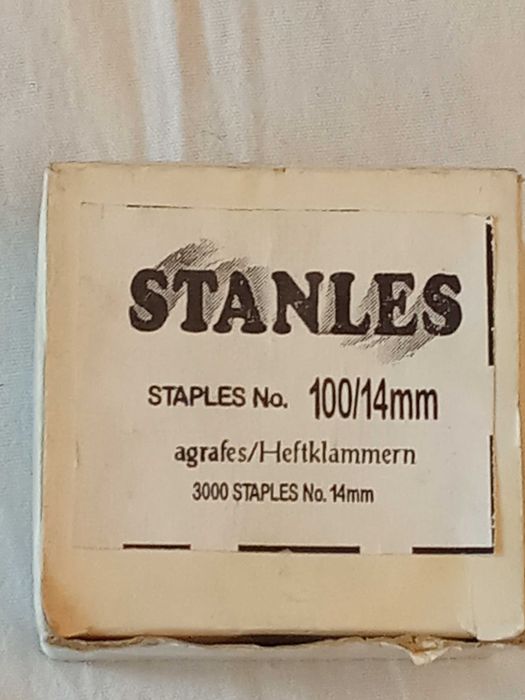 STANLES
STAPLES No. 100/14mm
agrafes/Heftklammern
3000 STAPLES No. 14mm